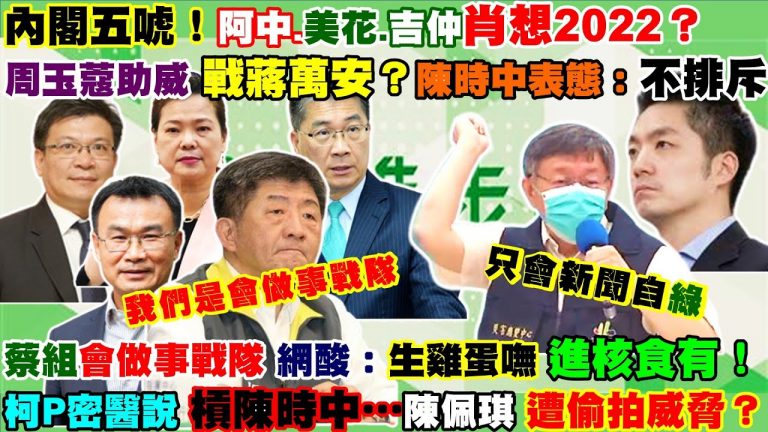 內閣五唬！阿中.美花.吉仲肖想2022？
周玉蔻助威 戰蔣萬安？陳時中表態：不排斥
我們是會做事戰隊
只會新聞自綠
蔡組會做事戰隊 網酸：生雞蛋嘸 進核食有！
柯P密醫說 槓陳時中…陳佩琪 遭偷拍威脅？